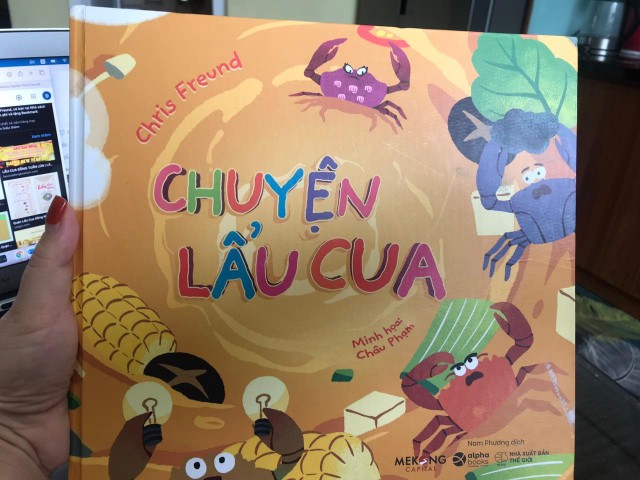 Chris Freund
CHUYỆN
LẨU CUA
Minh họa:
Châu Phạm
Nam Phương dịch
MEKONG
CAPITAL
alpha
books
NHÀ XUẤT BẢN
THẾ GIỚI